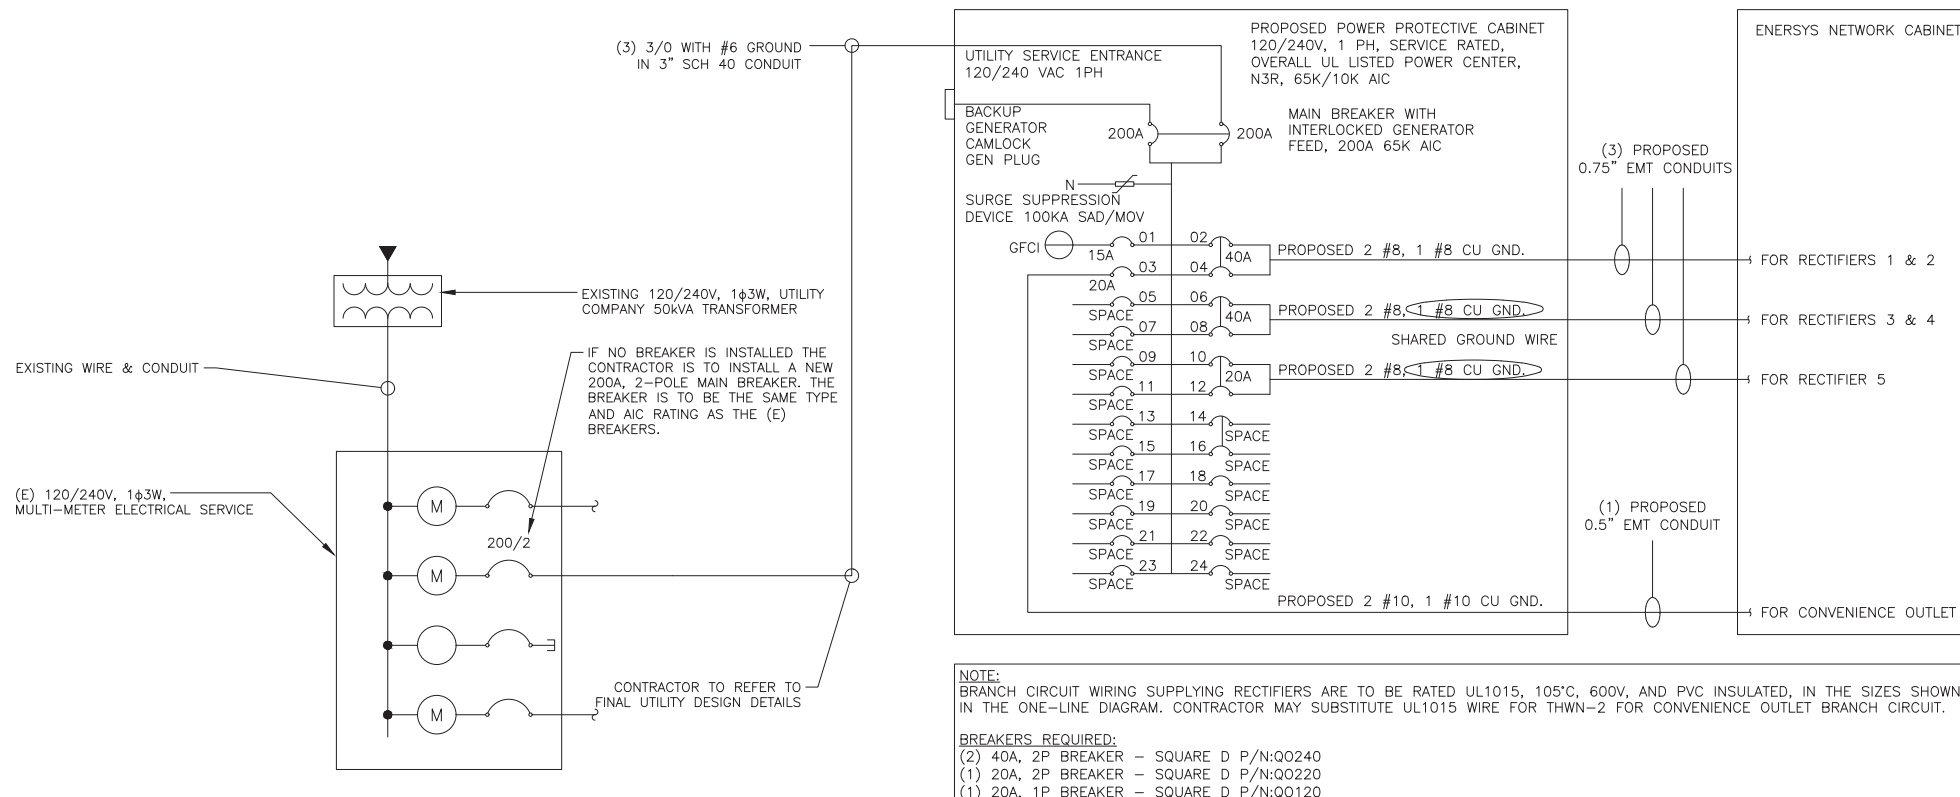 (3) 3/0 WITH #6 GROUND
IN 3" SCH 40 CONDUIT
EXISTING 120/240V, 1ɸ3W, UTILITY
COMPANY 50kVA TRANSFORMER
EXISTING WIRE & CONDUIT
IF NO BREAKER IS INSTALLED THE
CONTRACTOR IS TO INSTALL A NEW
200A, 2-POLE MAIN BREAKER. THE
BREAKER IS TO BE THE SAME TYPE
AND AIC RATING AS THE (E)
BREAKERS.
(E) 120/240V, 1ɸ3W,
MULTI-METER ELECTRICAL SERVICE
M
200/2
M
M
CONTRACTOR TO REFER TO
FINAL UTILITY DESIGN DETAILS
UTILITY SERVICE ENTRANCE
120/240 VAC 1PH
PROPOSED POWER PROTECTIVE CABINET
120/240V, 1 PH, SERVICE RATED,
OVERALL UL LISTED POWER CENTER,
N3R, 65K/10K AIC
BACKUP
GENERATOR
CAMLOCK
GEN PLUG
200A
200A
MAIN BREAKER WITH
INTERLOCKED GENERATOR
FEED, 200A 65K AIC
N
SURGE SUPPRESSION
DEVICE 100KA SAD/MOV
GFCI
01 02
15A
40A
03 04
20A
05 06
SPACE
40A
07 08
SPACE
09 10
SPACE
20A
11 12
SPACE
13 14
SPACE SPACE
15 16
SPACE SPACE
17 18
SPACE SPACE
19 20
SPACE SPACE
21 22
SPACE SPACE
23 24
SPACE SPACE
PROPOSED 2 #8, 1 #8 CU GND.
PROPOSED 2 #8, 1 #8 CU GND.
SHARED GROUND WIRE
PROPOSED 2 #8, 1 #8 CU GND.
PROPOSED 2 #10, 1 #10 CU GND.
(3) PROPOSED
0.75" EMT CONDUITS
(1) PROPOSED
0.5" EMT CONDUIT
ENERSYS NETWORK CABINET
FOR RECTIFIERS 1 & 2
FOR RECTIFIERS 3 & 4
FOR RECTIFIER 5
FOR CONVENIENCE OUTLET
NOTE:
BRANCH CIRCUIT WIRING SUPPLYING RECTIFIERS ARE TO BE RATED UL1015, 105°C, 600V, AND PVC INSULATED, IN THE SIZES SHOWN
IN THE ONE-LINE DIAGRAM. CONTRACTOR MAY SUBSTITUTE UL1015 WIRE FOR THWN-2 FOR CONVENIENCE OUTLET BRANCH CIRCUIT.
BREAKERS REQUIRED:
(2) 40A, 2P BREAKER - SQUARE D P/N:QO240
(1) 20A, 2P BREAKER - SQUARE D P/N:QO220
(1) 20A, 1P BREAKER - SQUARE D P/N:QO120